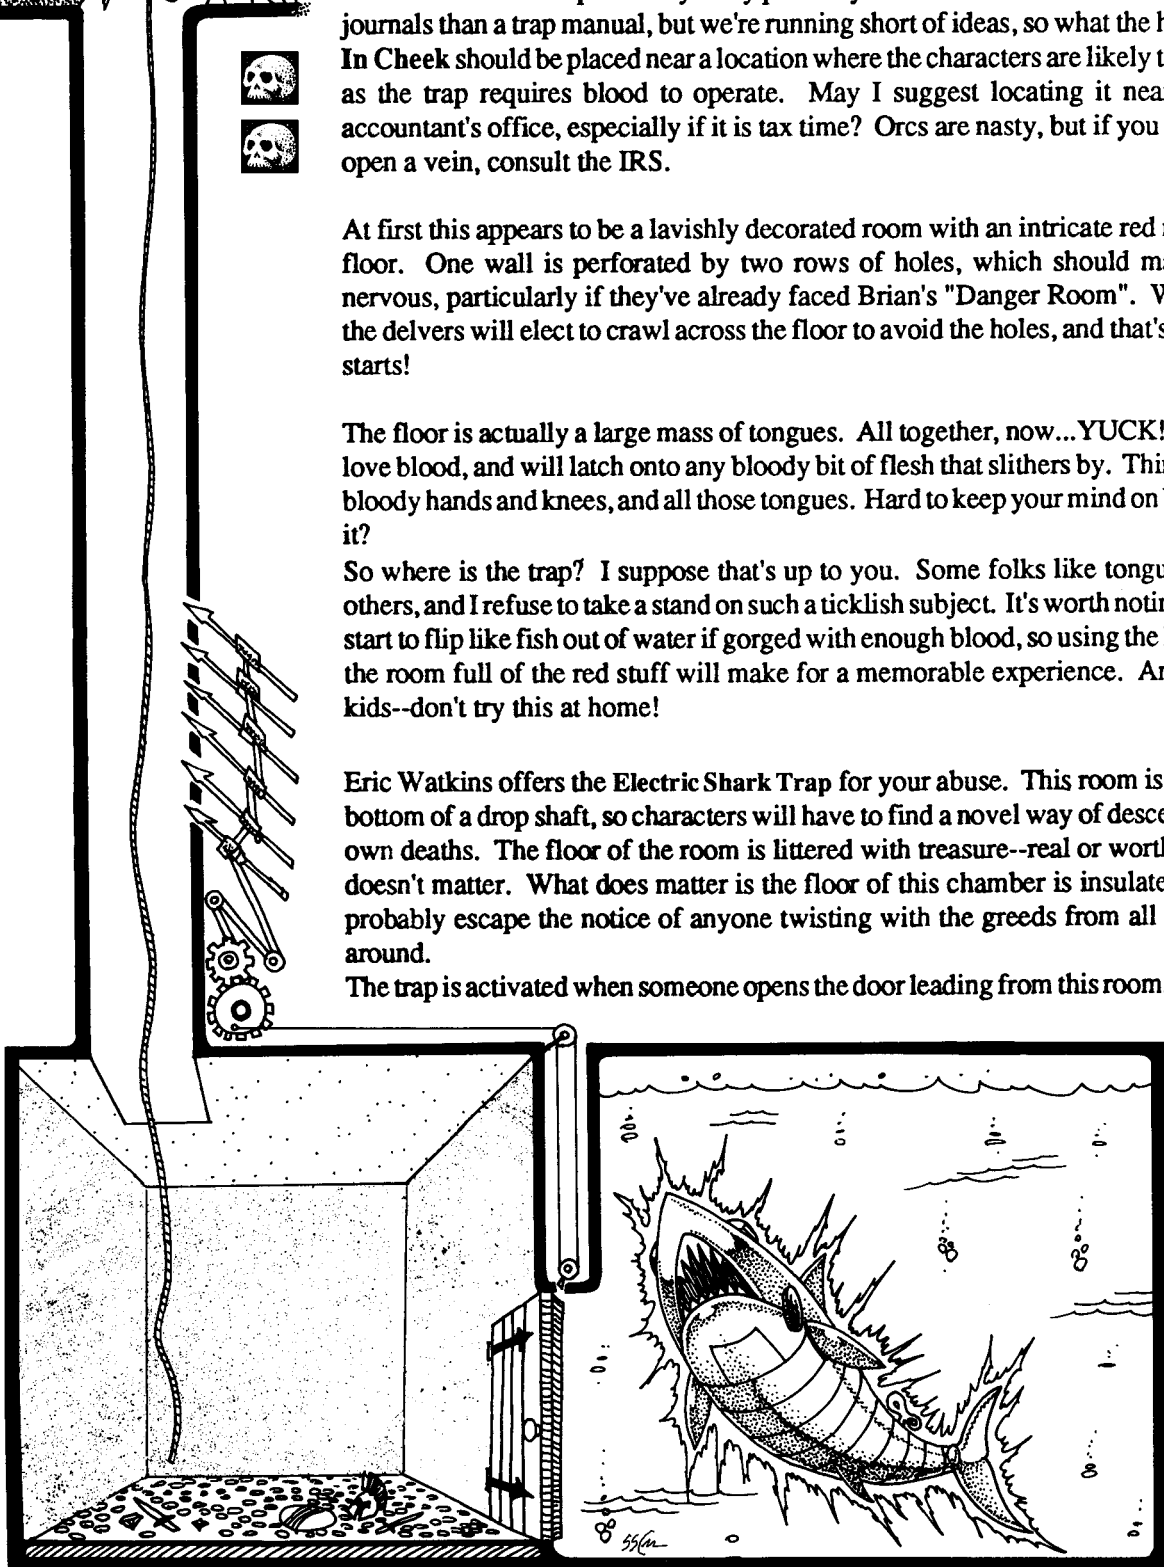 journals than a trap manual, but we're running short of ideas, so what the h
In Cheek should be placed near a location where the characters are likely t
as the trap requires blood to operate. May I suggest locating it nea
accountant's office, especially if it is tax time? Orcs are nasty, but if you
open a vein, consult the IRS.
At first this appears to be a lavishly decorated room with an intricate red
floor. One wall is perforated by two rows of holes, which should m
nervous, particularly if they've already faced Brian's "Danger Room".
the delvers will elect to crawl across the floor to avoid the holes, and that's
starts!
The floor is actually a large mass of tongues. All together, now...YUCK!
love blood, and will latch onto any bloody bit of flesh that slithers by. Thi
bloody hands and knees, and all those tongues. Hard to keep your mind on
it?
So where is the trap? I suppose that's up to you. Some folks like tongu
others, and I refuse to take a stand on such a ticklish subject. It's worth noti
start to flip like fish out of water if gorged with enough blood, so using the
the room full of the red stuff will make for a memorable experience. A
kids--don't try this at home!
Eric Watkins offers the Electric Shark Trap for your abuse. This room is
bottom of a drop shaft, so characters will have to find a novel way of desce
own deaths. The floor of the room is littered with treasure--real or wort
doesn't matter. What does matter is the floor of this chamber is insulate
probably escape the notice of anyone twisting with the greeds from all
around.
The trap is activated when someone opens the door leading from this room